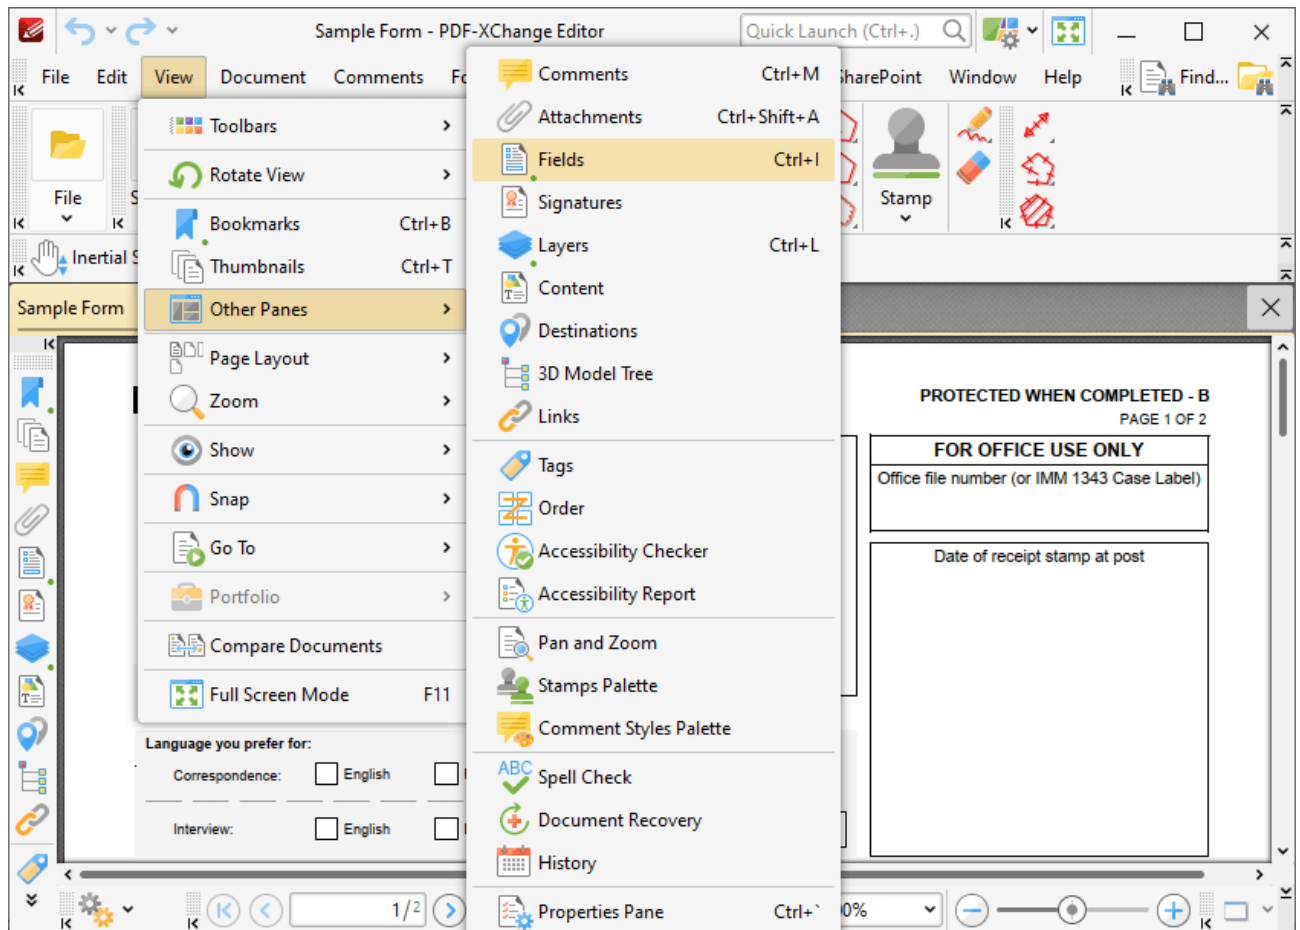 Sample Form - PDF-XChange Editor
Quick Launch (Ctrl+.)
File Edit View Document Comments
SharePoint Window Help
Find...
File
Stamp
Inertial
Sample Form
Toolbars
Rotate View
Bookmarks Ctrl+B
Thumbnails Ctrl+T
Other Panes
Page Layout
Zoom
Show
Snap
Go To
Portfolio
Compare Documents
Full Screen Mode F11
Comments Ctrl+M
Attachments Ctrl+Shift+A
Fields Ctrl+I
Signatures
Layers Ctrl+L
Content
Destinations
3D Model Tree
Links
Tags
Order
Accessibility Checker
Accessibility Report
Pan and Zoom
Stamps Palette
Comment Styles Palette
ABC Spell Check
Document Recovery
History
Properties Pane Ctrl+`
PROTECTED WHEN COMPLETED - B
PAGE 1 OF 2
FOR OFFICE USE ONLY
Office file number (or IMM 1343 Case Label)
Date of receipt stamp at post
Language you prefer for:
Correspondence: English
Interview: English
1/2
0%